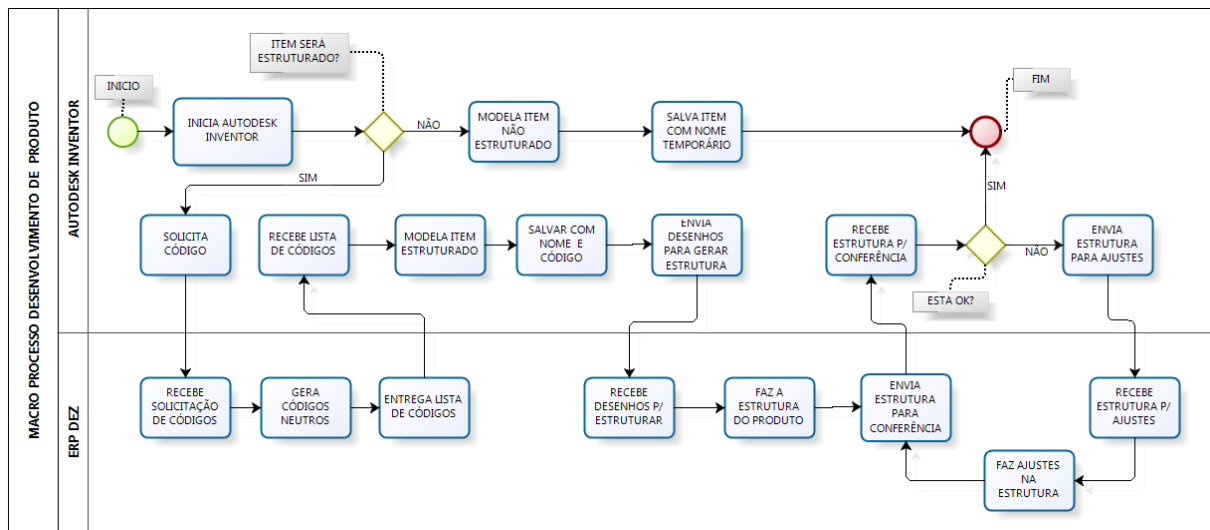 MACRO PROCESSO DESENVOLVIMENTO DE PRODUTO
AUTODESK INVENTOR
ITEM SERÁ
ESTRUTURADO?
INICIO
INICIA AUTODESK
INVENTOR
NÃO
MODELA ITEM
NÃO
ESTRUTURADO
SALVA ITEM
COM NOME
TEMPORÁRIO
FIM
SIM
SOLICITA
CÓDIGO
RECEBE LISTA
DE CÓDIGOS
MODELA ITEM
ESTRUTURADO
SALVAR COM
NOME E
CÓDIGO
ENVIA
DESENHOS
PARA GERAR
ESTRUTURA
RECEBE
ESTRUTURA P/
CONFERÊNCIA
SIM
NÃO
ESTA OK?
ENVIA
ESTRUTURA
PARA AJUSTES
ERP DEZ
RECEBE
SOLICITAÇÃO
DE CÓDIGOS
GERA
CÓDIGOS
NEUTROS
ENTREGA LISTA
DE CÓDIGOS
RECEBE
DESENHOS P/
ESTRUTURAR
FAZ A
ESTRUTURA
DO PRODUTO
ENVIA
ESTRUTURA
PARA
CONFERÊNCIA
RECEBE
ESTRUTURA P/
AJUSTES
FAZ AJUSTES
NA
ESTRUTURA